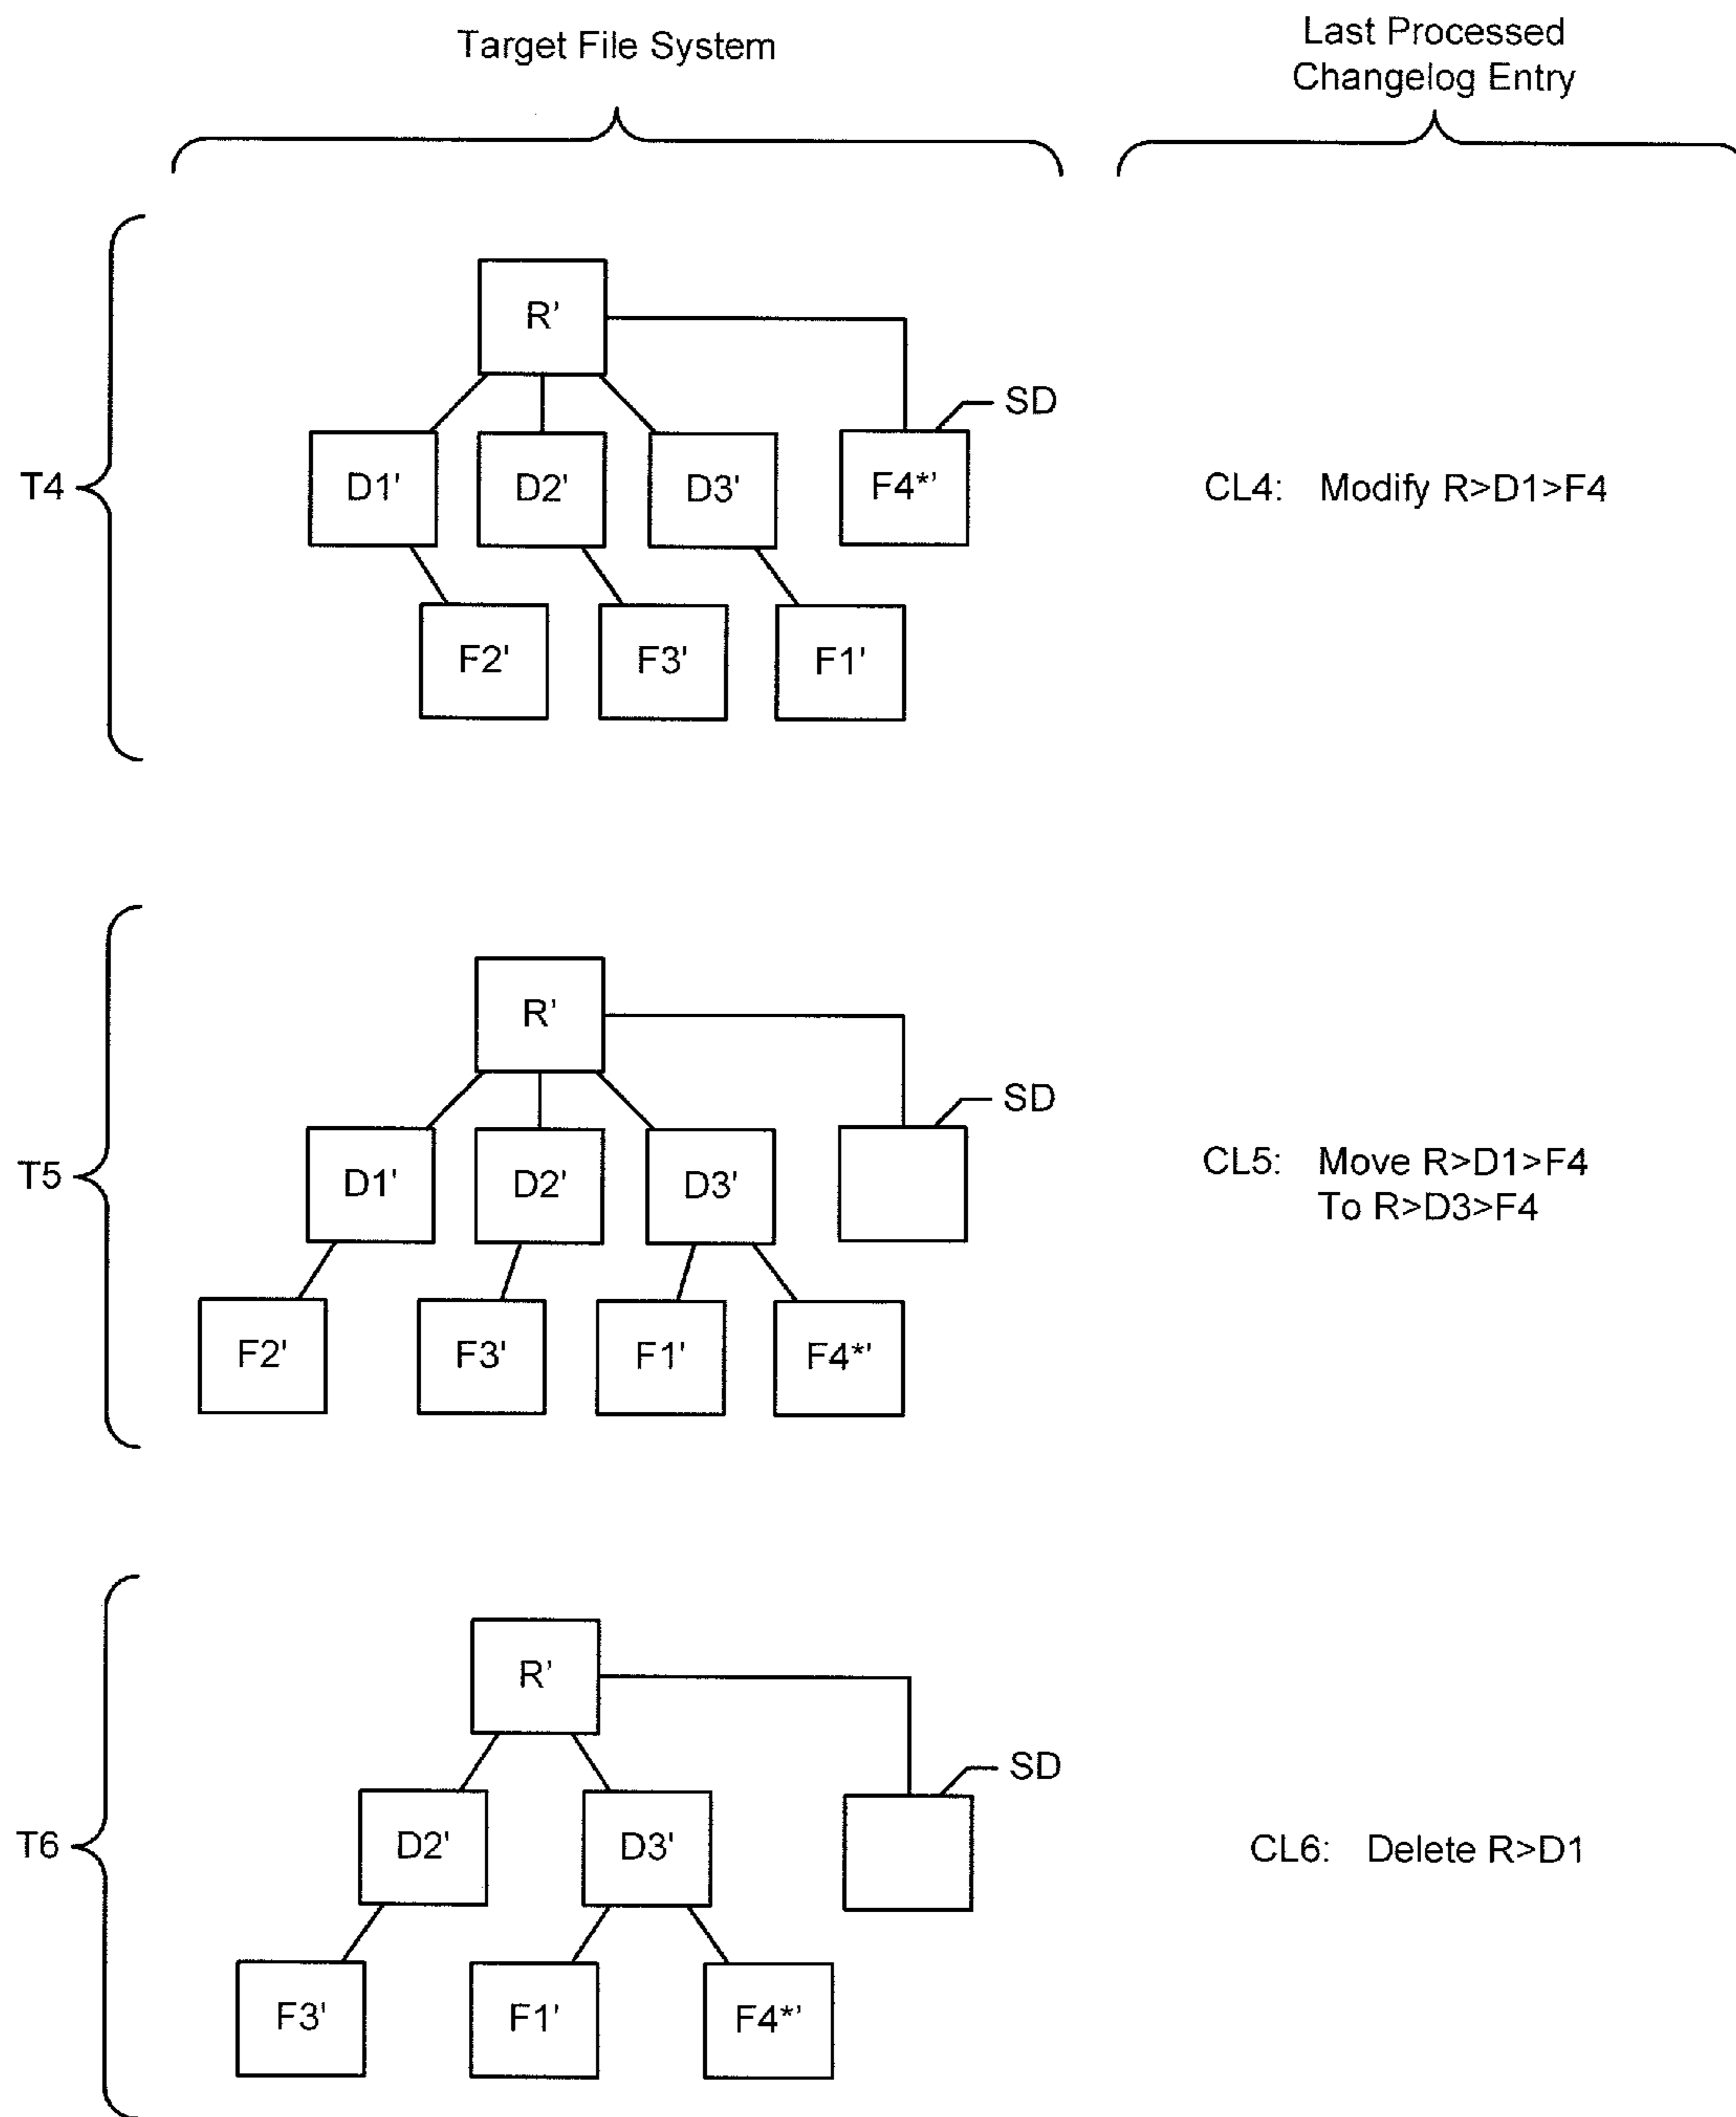 Target File System
Last Processed
Changelog Entry
R'
SD
T4
D1'
D2'
D3'
F4*'
CL4: Modify R>D1>F4
F2'
F3'
F1'
R'
SD
T5
D1'
D2'
D3'
CL5: Move R>D1>F4
To R>D3>F4
F2'
F3'
F1'
F4*'
R'
SD
T6
D2'
D3'
CL6: Delete R>D1
F3'
F1'
F4*'